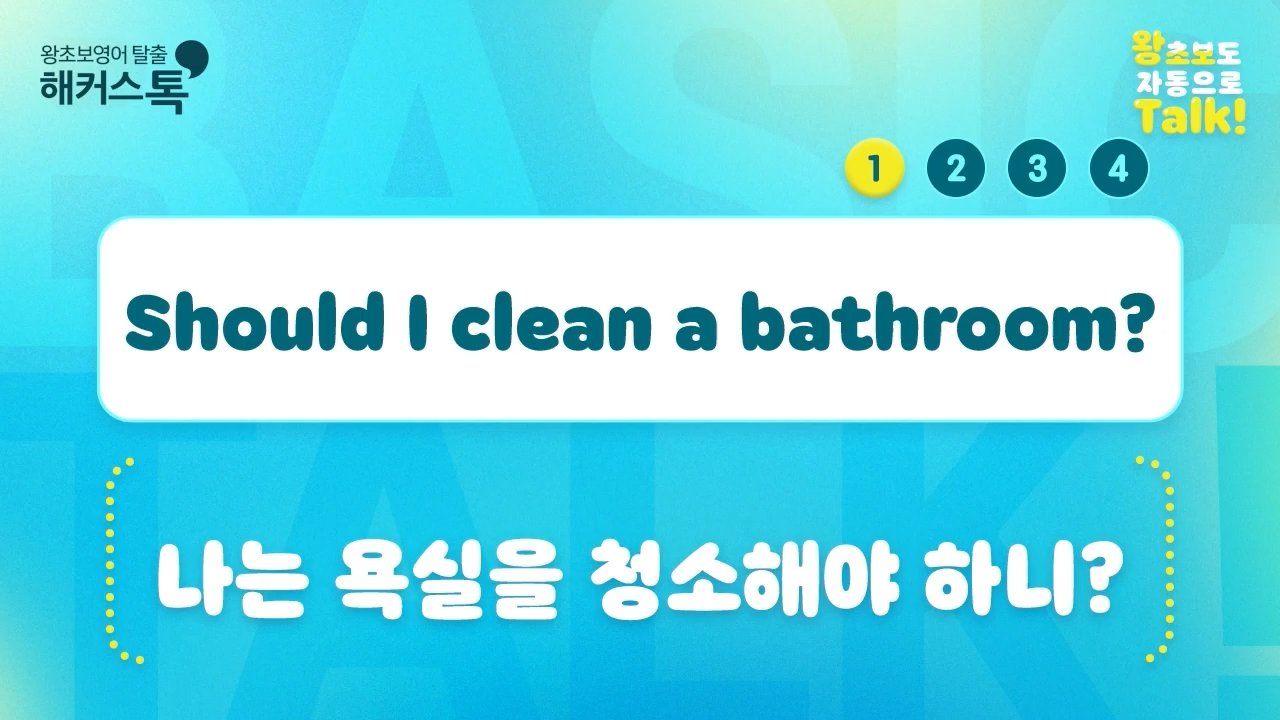 왕초보영어 탈출
해커스톡
왕초보도
자동으로
Talk!
1 2 3 4
Should I clean a bathroom?
나는 욕실을 청소해야 하니?
BASIC
TALK!